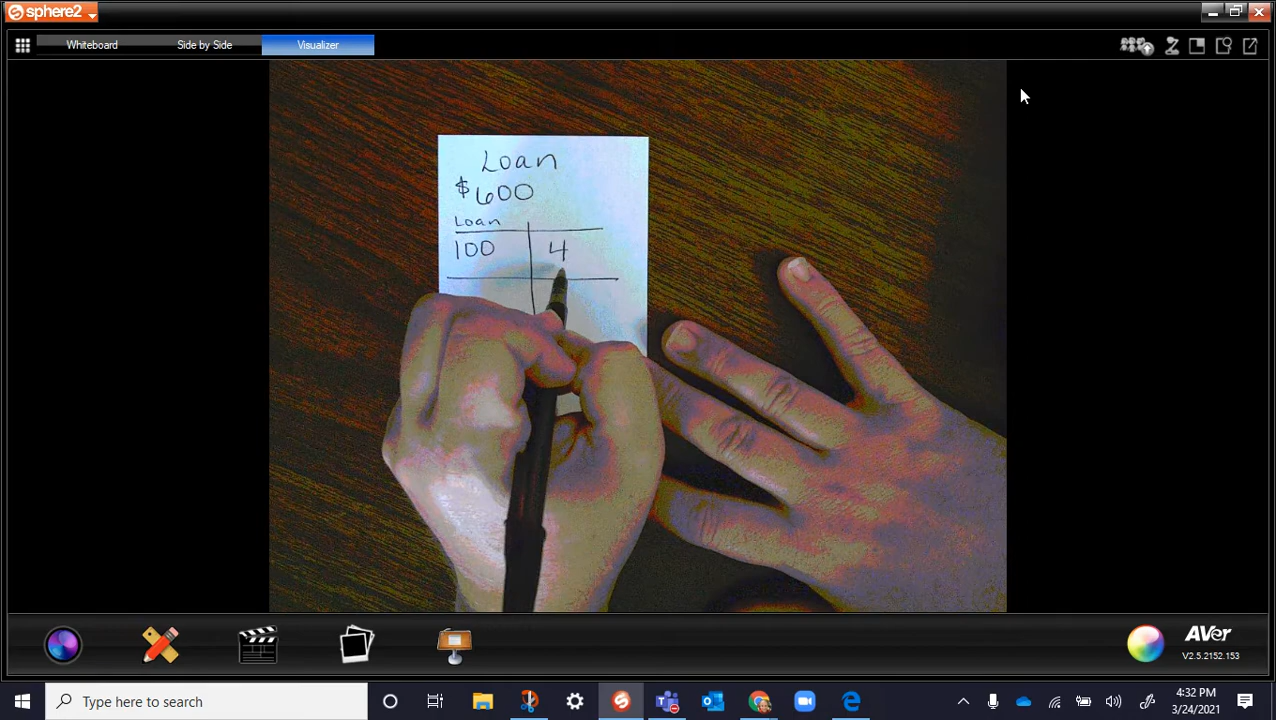 sphere2
Whiteboard Side by Side Visualizer
Loan
$600
Loan
100 4
AVer
V2.5.2152.153
Type here to search
4:32 PM
3/24/2021